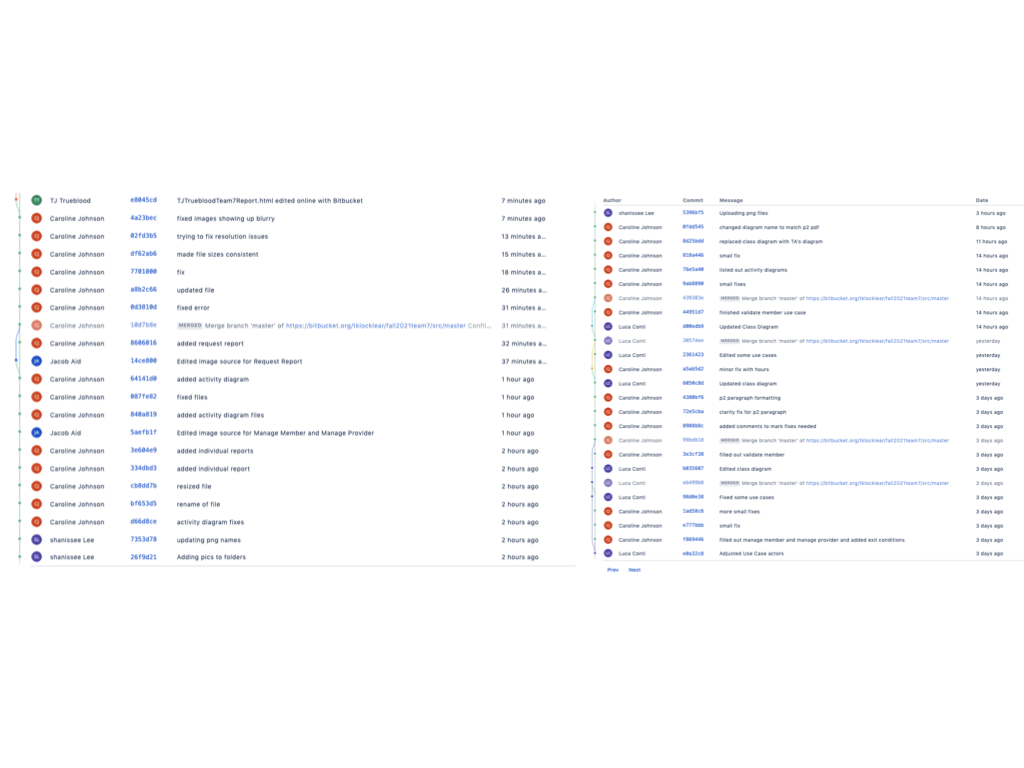 TJ Trueblood e8045cd TJTruebloodTeam7Report.html edited online with Bitbucket 7 minutes ago
Caroline Johnson 4a23bec fixed images showing up blurry 7 minutes ago
Caroline Johnson 02fd3b5 trying to fix resolution issues 13 minutes a...
Caroline Johnson df62ab6 made file sizes consistent 15 minutes a...
Caroline Johnson 7701000 fix 18 minutes a...
Caroline Johnson a8b2c66 updated file 26 minutes a...
Caroline Johnson 0d3810d fixed error 31 minutes a...
Caroline Johnson 10d7b8e MERGED Merge branch 'master' of https://bitbucket.org/tklocklear/fall2021team7/src/master Confli... 31 minutes a...
Caroline Johnson 8606016 added request report 32 minutes a...
JA Jacob Aid 14ce800 Edited image source for Request Report 37 minutes a...
Caroline Johnson 64141d0 added activity diagram 1 hour ago
Caroline Johnson 087fe82 fixed files 1 hour ago
Caroline Johnson 840a819 added activity diagram files 1 hour ago
JA Jacob Aid 5aefb1f Edited image source for Manage Member and Manage Provider 1 hour ago
Caroline Johnson 3e604e9 added individual reports 2 hours ago
Caroline Johnson 334dbd3 added individual report 2 hours ago
Caroline Johnson cb8dd7b resized file 2 hours ago
Caroline Johnson bf653d5 rename of file 2 hours ago
Caroline Johnson d66d8ce activity diagram fixes 2 hours ago
SL shanissee Lee 7353d78 updating png names 2 hours ago
SL shanissee Lee 26f9d21 Adding pics to folders 2 hours ago
Author Commit Message Date
shanissee Lee Uploading png files 3 hours ago
Caroline Johnson changed diagram name to match p2 pdf 8 hours ago
Caroline Johnson replaced class diagram with TA's diagram 11 hours ago
Caroline Johnson small fix 14 hours ago
Caroline Johnson listed out activity diagrams 14 hours ago
Caroline Johnson small fixes 14 hours ago
Caroline Johnson MERGED Merge branch 'master' of https://bitbucket.org/tklocklear/fall2021team7/src/master 14 hours ago
Caroline Johnson finished validate member use case 14 hours ago
Luca Conti Updated Class Diagram 14 hours ago
Luca Conti MERGED Merge branch 'master' of https://bitbucket.org/tklocklear/fall2021team7/src/master yesterday
Luca Conti 2361423 Edited some use cases yesterday
Caroline Johnson minor fix with hours yesterday
Luca Conti Updated class diagram yesterday
Caroline Johnson p2 paragraph formatting 3 days ago
Caroline Johnson clarity fix for p2 paragraph 3 days ago
Caroline Johnson added comments to mark fixes needed 3 days ago
Caroline Johnson MERGED Merge branch 'master' of https://bitbucket.org/tklocklear/fall2021team7/src/master 3 days ago
Caroline Johnson filled out validate member 3 days ago
Luca Conti Edited class diagram 3 days ago
Luca Conti MERGED Merge branch 'master' of https://bitbucket.org/tklocklear/fall2021team7/src/master 3 days ago
Luca Conti Fixed some use cases 3 days ago
Caroline Johnson more small fixes 3 days ago
Caroline Johnson small fix 3 days ago
Caroline Johnson filled out manage member and manage provider and added exit conditions 3 days ago
Luca Conti Adjusted Use Case actors 3 days ago
Prev Next